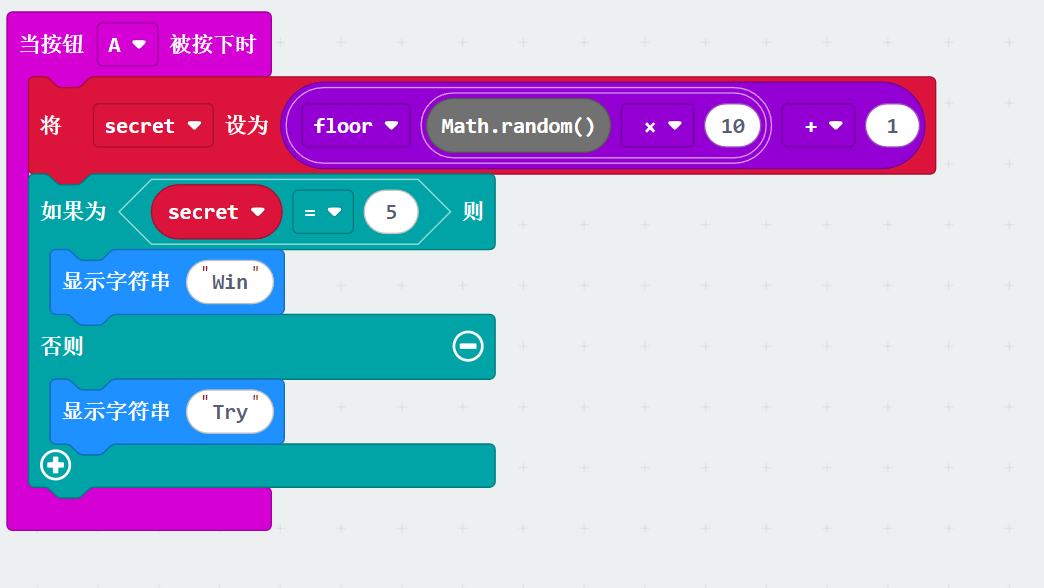 当按钮 A 被按下时
将 secret 设为 floor Math.random() × 10 + 1
如果为 secret = 5 则
显示字符串 "Win"
否则
显示字符串 "Try"